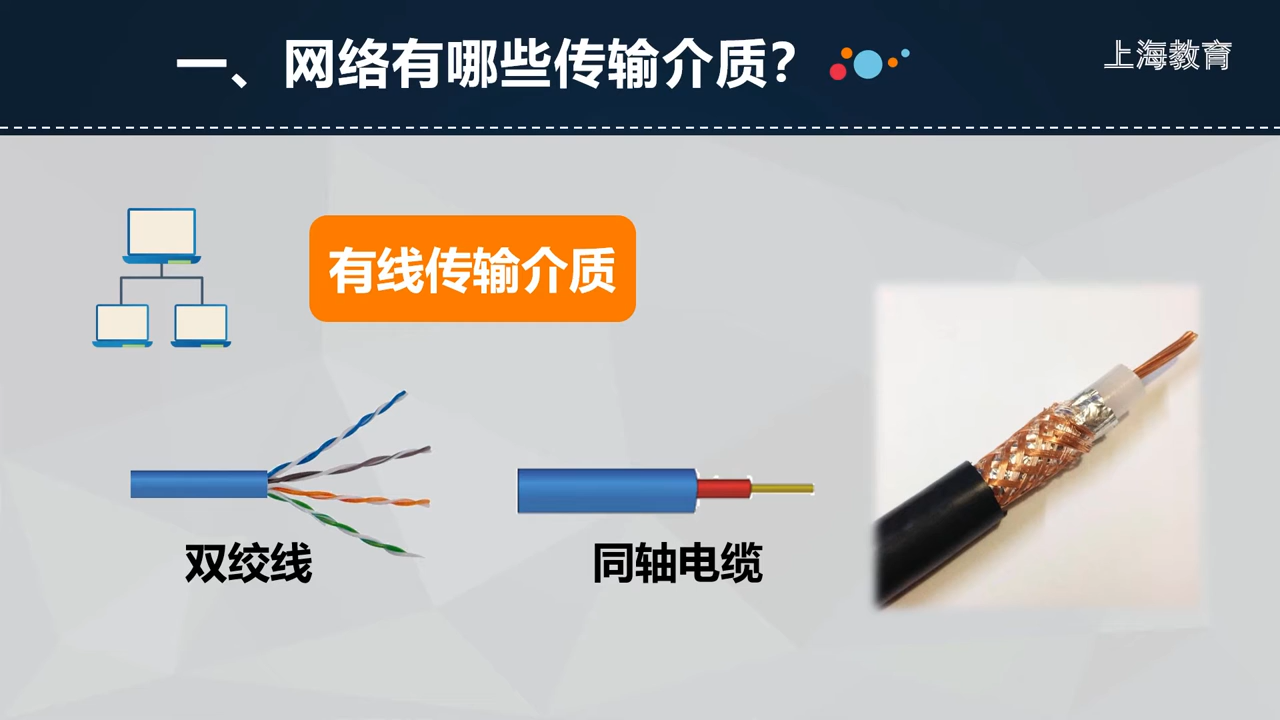 一、网络有哪些传输介质？
上海教育
有线传输介质
双绞线
同轴电缆